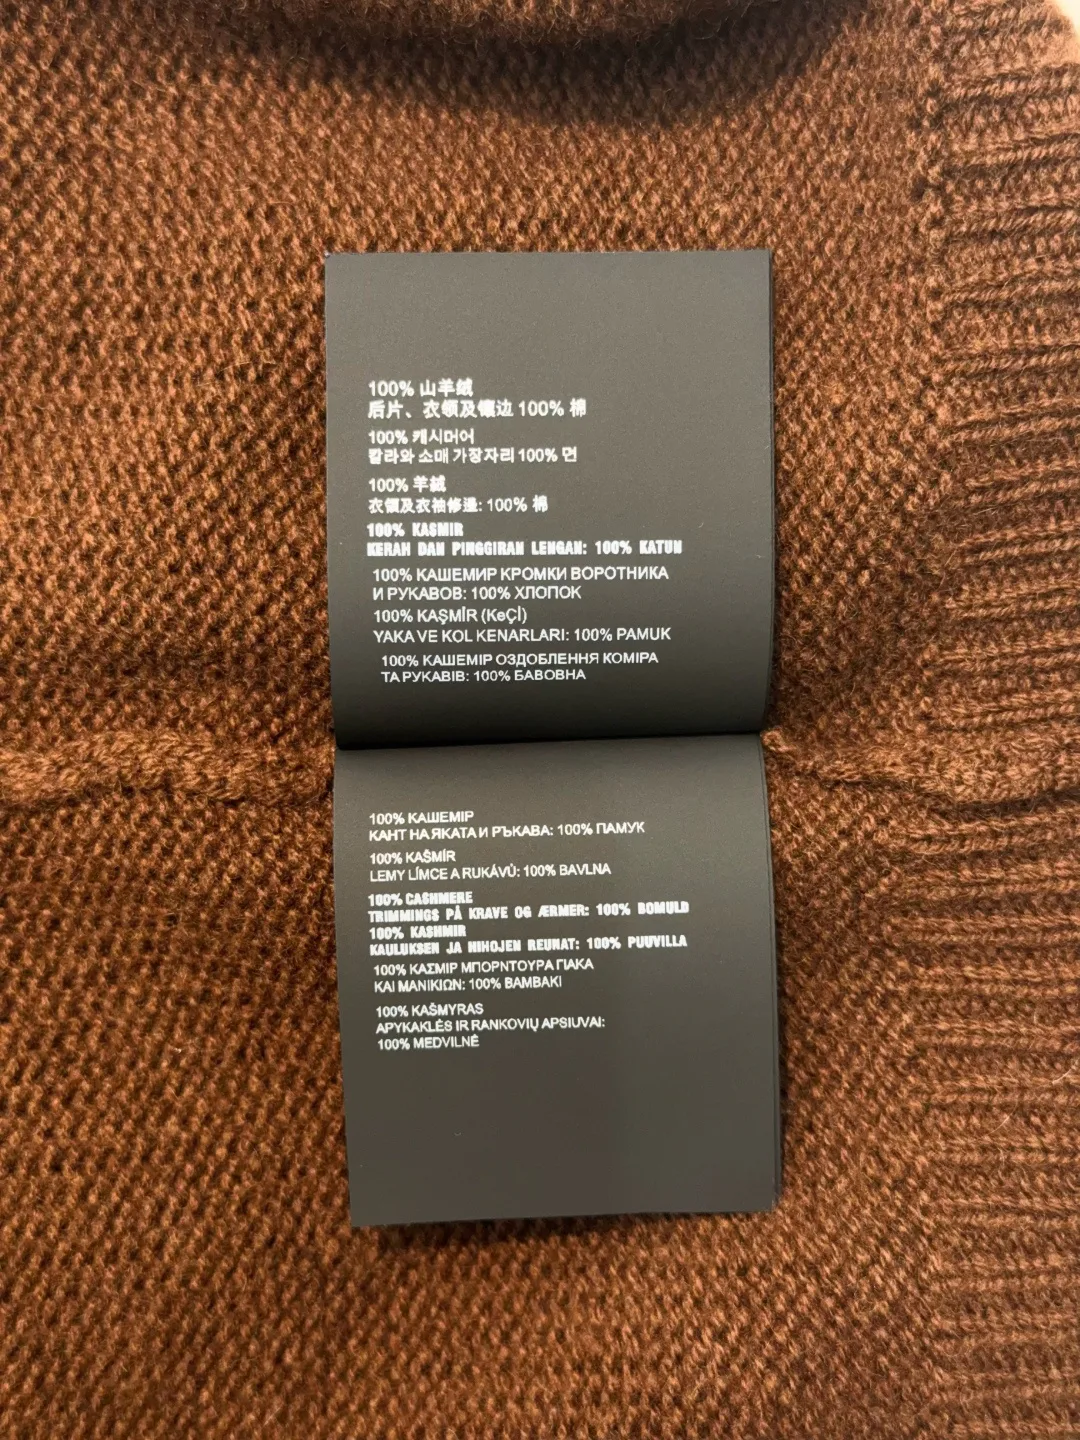 100% 山羊绒
后片、衣领及镶边 100% 棉
100% 캐시머어
칼라와 소매 가장자리 100% 면
100% 羊絨
衣領及衣袖修邊: 100% 棉
100% KASMIR
KERAH DAN PINGGIRAN LENGAN: 100% KATUN
100% КАШЕМИР КРОМКИ ВОРОТНИКА
И РУКАВОВ: 100% ХЛОПОК
100% KAŞMİR (KeÇİ)
YAKA VE KOL KENARLARI: 100% PAMUK
100% КАШЕМІР ОЗДОБЛЕННЯ КОМІРА
ТА РУКАВІВ: 100% БАВОВНА
100% КАШЕМІР
КАНТ НА ЯКАТА И РЪКАВА: 100% ПАМУК
100% KAŠMÍR
LEMY LÍMCE A RUKÁVŮ: 100% BAVLNA
100% CASHMERE
TRIMMINGS PÅ KRAVE OG ÆRMER: 100% BOMULD
100% KASHMIR
KAULUKSEN JA HIHOJEN REUNAT: 100% PUUVILLA
100% ΚΑΣΜΙΡ ΜΠΟΡΝΤΟΥΡΑ ΓΙΑΚΑ
ΚΑΙ ΜΑΝΙΚΙΩΝ: 100% ΒΑΜΒΑΚΙ
100% KAŠMYRAS
APYKAKLĖS IR RANKOVIŲ APSIUVAI:
100% MEDVILNĖ